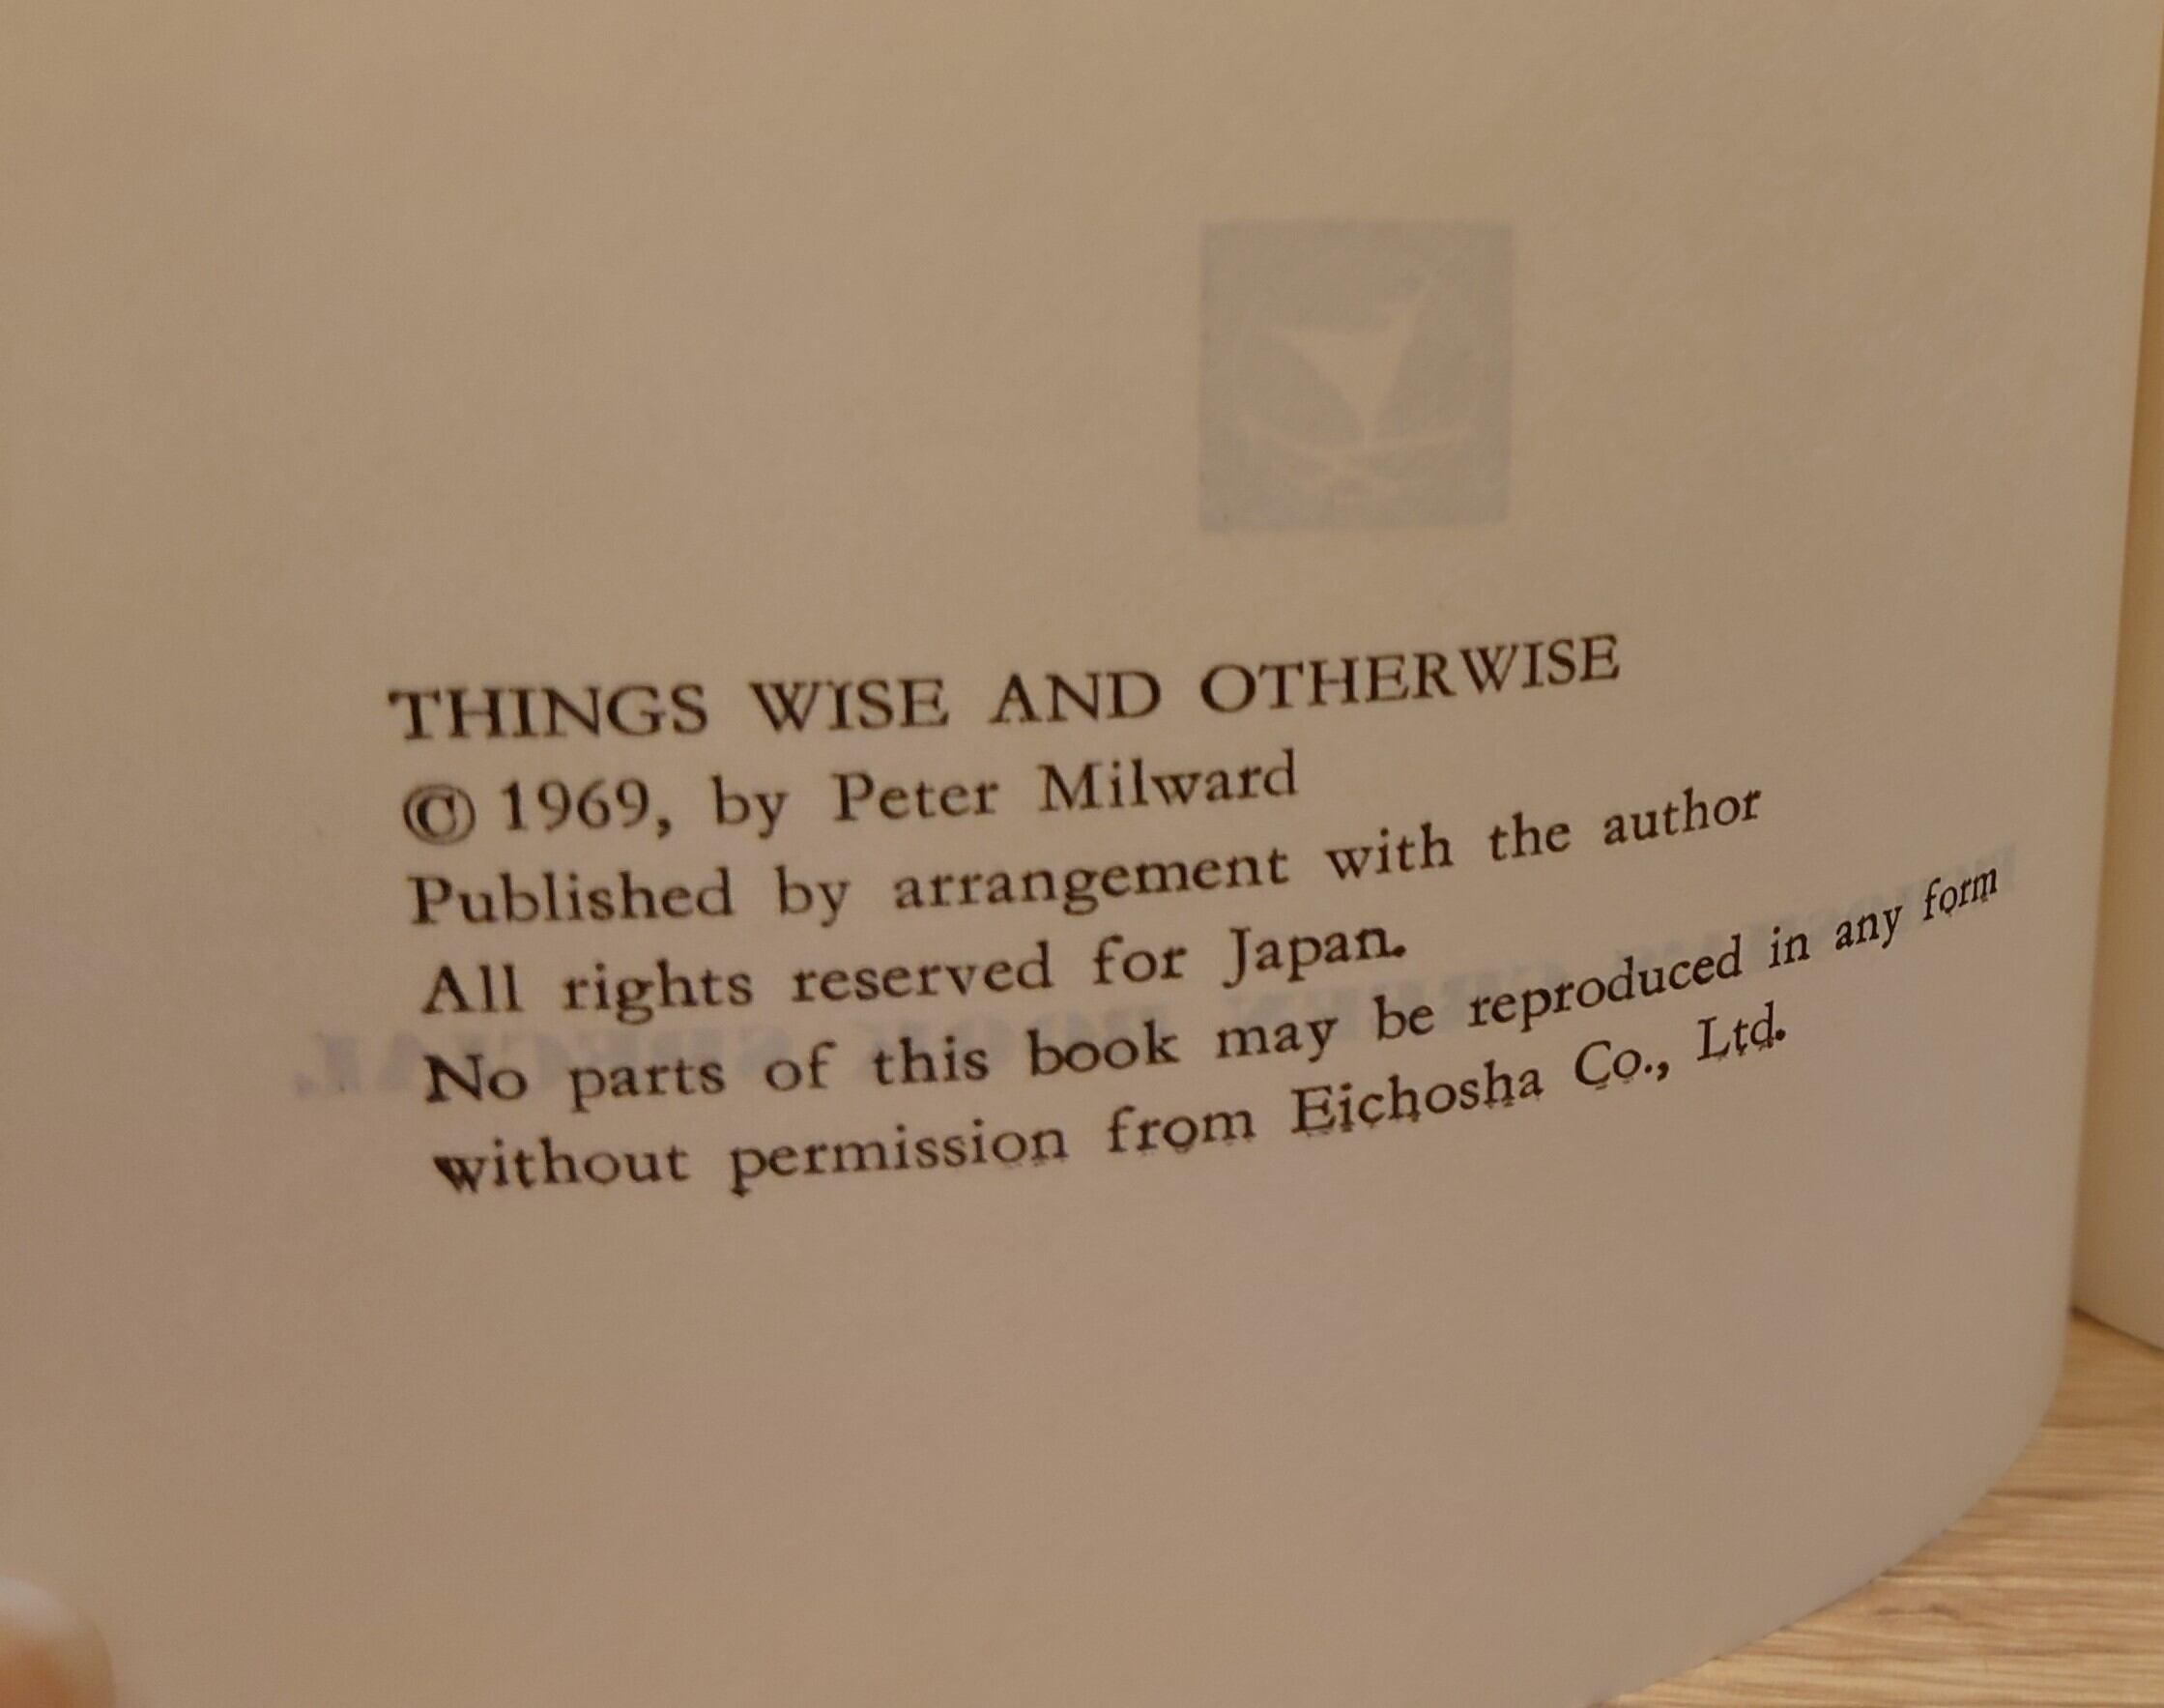 THINGS WISE AND OTHERWISE
© 1969, by Peter Milward
Published by arrangement with the author
All rights reserved for Japan.
No parts of this book may be reproduced in any form
without permission from Eichosha Co., Ltd.